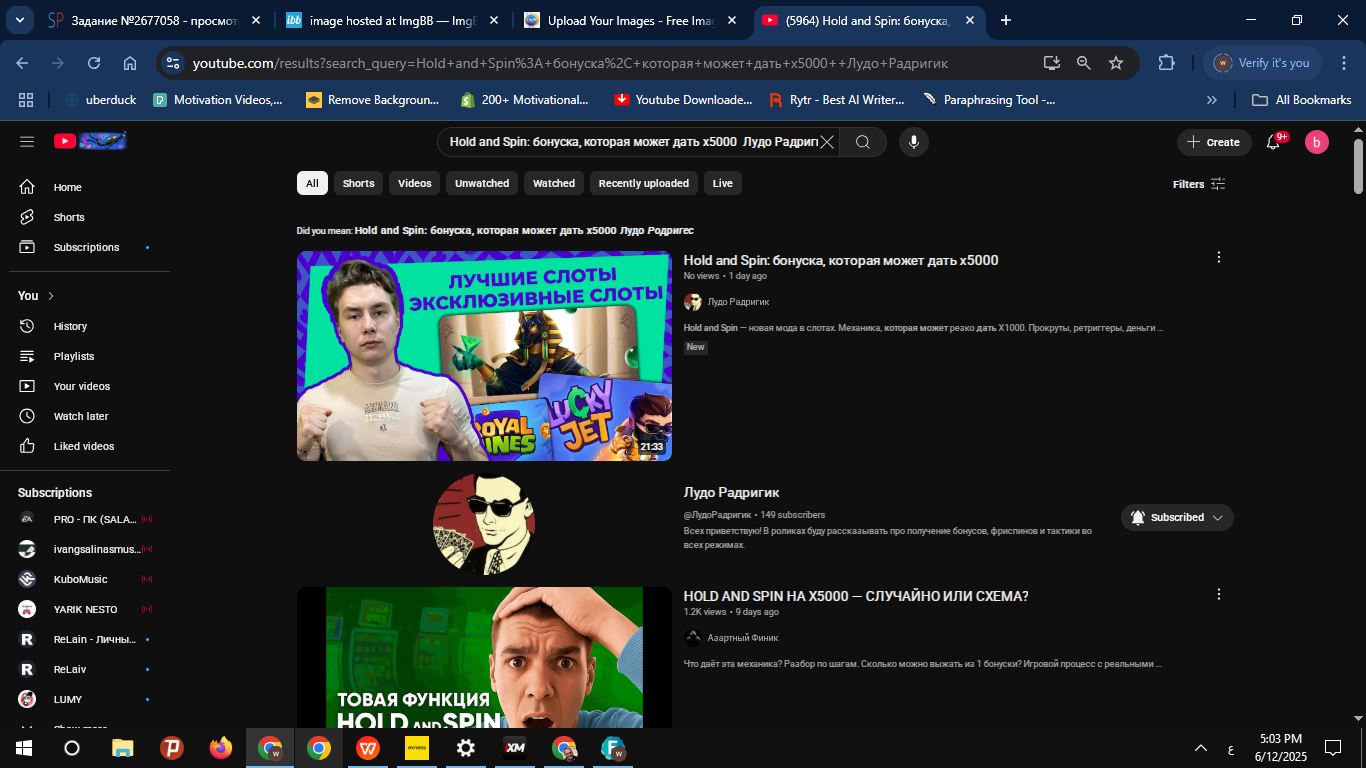 Задание №2677058 - просмотр
image hosted at ImgBB — ImgB
Upload Your Images - Free Imag
(5964) Hold and Spin: бонуска,
youtube.com/results?search_query=Hold+and+Spin%3A+бонуска%2C+которая+может+дать+x5000++Лудо+Радригик
Verify it's you
uberduck
Motivation Videos,...
Remove Backgroun...
200+ Motivational...
Youtube Downloade...
Rytr - Best AI Writer...
Paraphrasing Tool -...
All Bookmarks
Hold and Spin: бонуска, которая может дать x5000 Лудо Радриги
Create
9+
b
All
Shorts
Videos
Unwatched
Watched
Recently uploaded
Live
Filters
Home
Shorts
Subscriptions
You
History
Playlists
Your videos
Watch later
Liked videos
Subscriptions
PRO - ПК (SALA...
ivangsalinasmus...
KuboMusic
YARIK NESTO
ReLain - Личны...
ReLaiv
LUMY
Did you mean: Hold and Spin: бонуска, которая может дать x5000 Лудо Родригес
ЛУЧШИЕ СЛОТЫ
ЭКСКЛЮЗИВНЫЕ СЛОТЫ
LUCKY
JET
21:33
Hold and Spin: бонуска, которая может дать x5000
No views • 1 day ago
Лудо Радригик
Hold and Spin — новая мода в слотах. Механика, которая может резко дать X1000. Прокруты, ретриггеры, деньги ...
New
Лудо Радригик
@ЛудоРадригик • 149 subscribers
Всех приветствую! В роликах буду рассказывать про получение бонусов, фриспинов и тактики во
всех режимах.
Subscribed
HOLD AND SPIN НА X5000 — СЛУЧАЙНО ИЛИ СХЕМА?
1.2K views • 9 days ago
Азартный Финик
Что даёт эта механика? Разбор по шагам. Сколько можно выжать из 1 бонуски? Игровой процесс с реальными ...
ТОВАЯ ФУНКЦИЯ
HOLD AND SPIN
exness
XM
ع
5:03 PM
6/12/2025